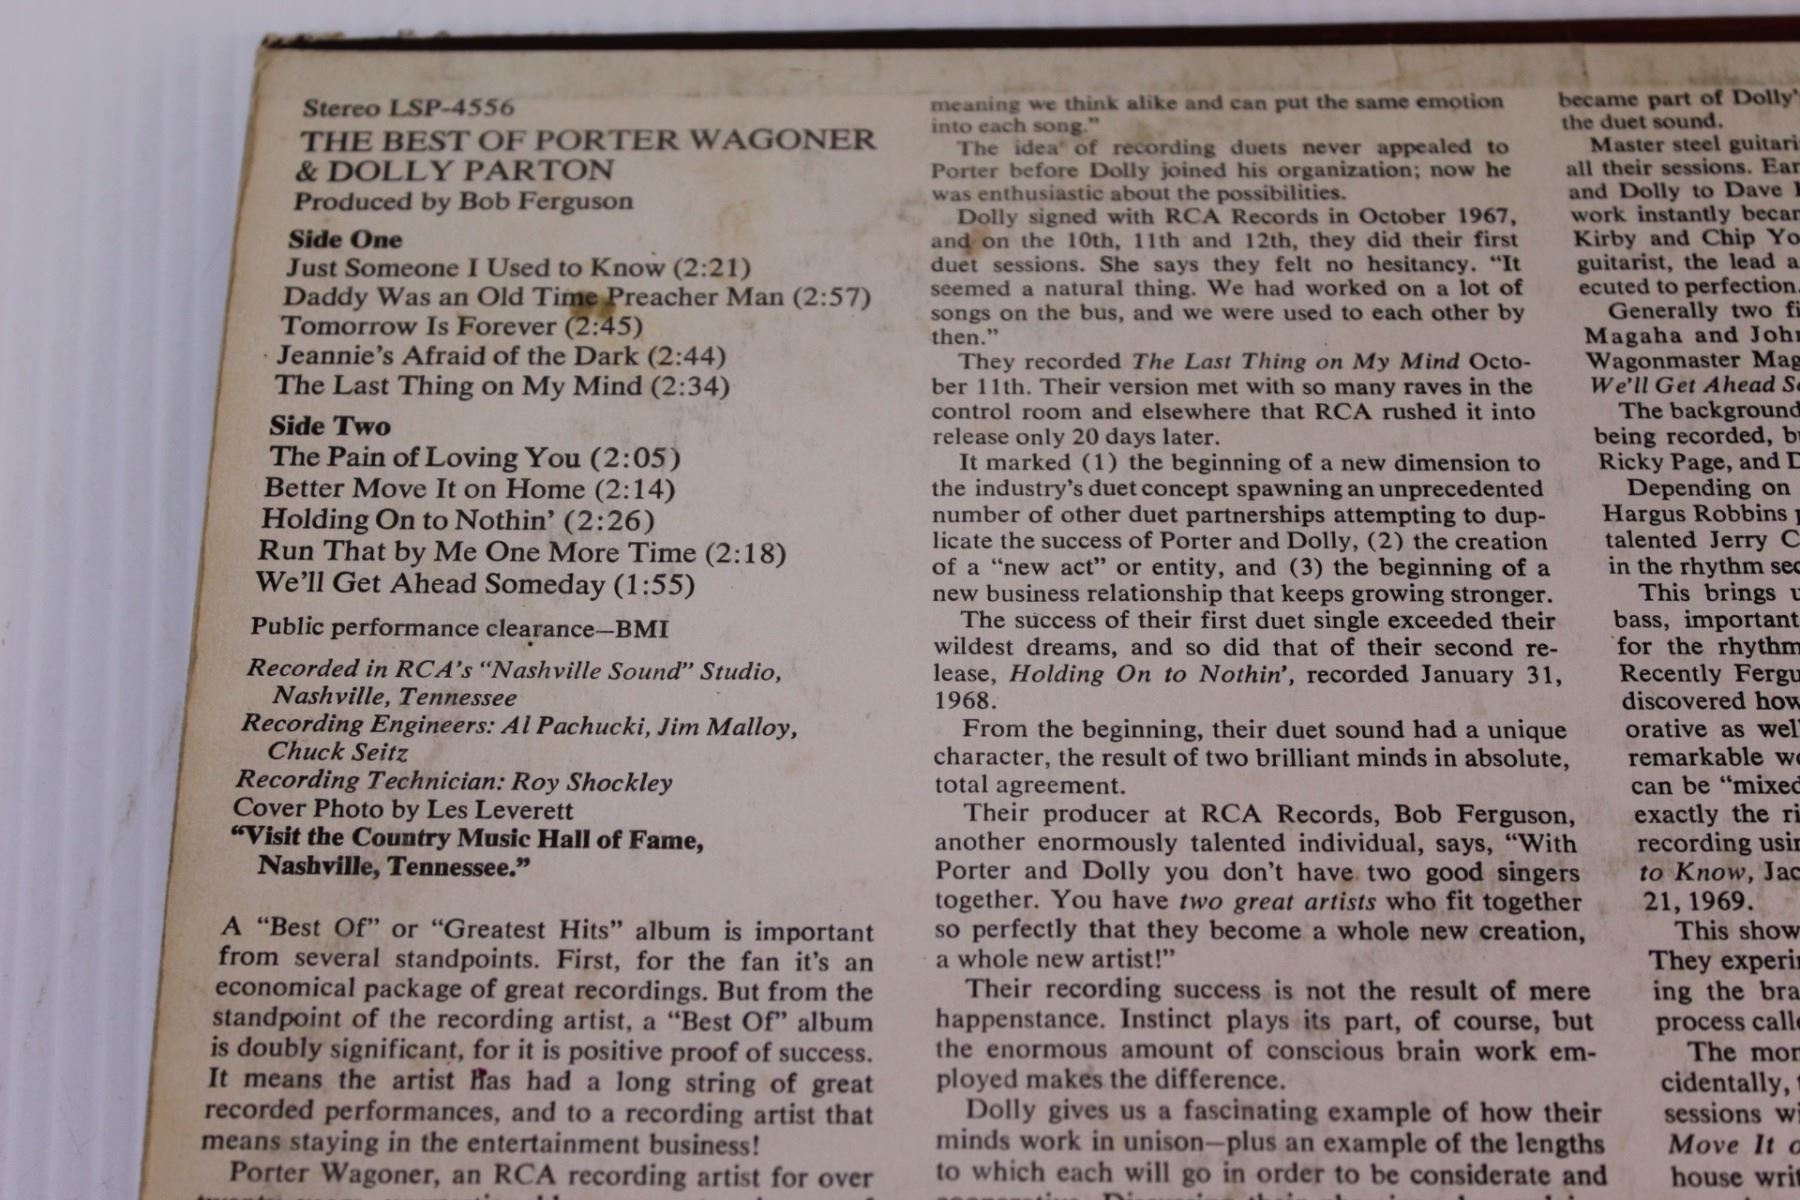 Stereo LSP-4556
THE BEST OF PORTER WAGONER
& DOLLY PARTON
Produced by Bob Ferguson
Side One
Just Someone I Used to Know (2:21)
Daddy Was an Old Time Preacher Man (2:57)
Tomorrow Is Forever (2:45)
Jeannie's Afraid of the Dark (2:44)
The Last Thing on My Mind (2:34)
Side Two
The Pain of Loving You (2:05)
Better Move It on Home (2:14)
Holding On to Nothin' (2:26)
Run That by Me One More Time (2:18)
We'll Get Ahead Someday (1:55)
Public performance clearance—BMI
Recorded in RCA's "Nashville Sound" Studio,
Nashville, Tennessee
Recording Engineers: Al Pachucki, Jim Malloy,
Chuck Seitz
Recording Technician: Roy Shockley
Cover Photo by Les Leverett
"Visit the Country Music Hall of Fame,
Nashville, Tennessee."
A "Best Of" or "Greatest Hits" album is important
from several standpoints. First, for the fan it's an
economical package of great recordings. But from the
standpoint of the recording artist, a "Best Of" album
is doubly significant, for it is positive proof of success.
It means the artist has had a long string of great
recorded performances, and to a recording artist that
means staying in the entertainment business!
Porter Wagoner, an RCA recording artist for over
meaning we think alike and can put the same emotion
into each song."
The idea of recording duets never appealed to
Porter before Dolly joined his organization; now he
was enthusiastic about the possibilities.
Dolly signed with RCA Records in October 1967,
and on the 10th, 11th and 12th, they did their first
duet sessions. She says they felt no hesitancy. "It
seemed a natural thing. We had worked on a lot of
songs on the bus, and we were used to each other by
then."
They recorded The Last Thing on My Mind Octo-
ber 11th. Their version met with so many raves in the
control room and elsewhere that RCA rushed it into
release only 20 days later.
It marked (1) the beginning of a new dimension to
the industry's duet concept spawning an unprecedented
number of other duet partnerships attempting to dup-
licate the success of Porter and Dolly, (2) the creation
of a "new act" or entity, and (3) the beginning of a
new business relationship that keeps growing stronger.
The success of their first duet single exceeded their
wildest dreams, and so did that of their second re-
lease, Holding On to Nothin', recorded January 31,
1968.
From the beginning, their duet sound had a unique
character, the result of two brilliant minds in absolute,
total agreement.
Their producer at RCA Records, Bob Ferguson,
another enormously talented individual, says, "With
Porter and Dolly you don't have two good singers
together. You have two great artists who fit together
so perfectly that they become a whole new creation,
a whole new artist!"
Their recording success is not the result of mere
happenstance. Instinct plays its part, of course, but
the enormous amount of conscious brain work em-
ployed makes the difference.
Dolly gives us a fascinating example of how their
minds work in unison—plus an example of the lengths
to which each will go in order to be considerate and
became part of Dolly'
the duet sound.
Master steel guitari
all their sessions. Ear
and Dolly to Dave
work instantly becar
Kirby and Chip Yo
guitarist, the lead a
ecuted to perfection.
Generally two fi
Magaha and John
Wagonmaster Mag
We'll Get Ahead So
The background
being recorded, b
Ricky Page, and D
Depending on
Hargus Robbins p
talented Jerry C
in the rhythm sec
This brings u
bass, important
for the rhythm
Recently Fergu
discovered how
orative as well
remarkable wo
can be "mixed
exactly the ri
recording usin
to Know, Jac
21, 1969.
This show
They experin
ing the bra
process calle
The mor
cidentally, t
sessions wi
Move It o
house writ